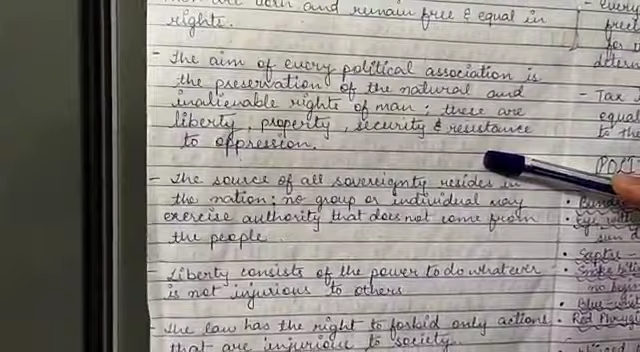 born and remain free & equal in
rights.
- The aim of every political association is
the preservation of the natural and
inalienable rights of man; these are
liberty, property, security & resistance
to oppression.
- The source of all sovereignty resides in
the nation; no group or individual may
exercise authority that does not come from
the people.
- Liberty consists of the power to do whatever
is not injurious to others
- The law has the right to forbid only actions
that are injurious to society.
- Tax
equal
to the